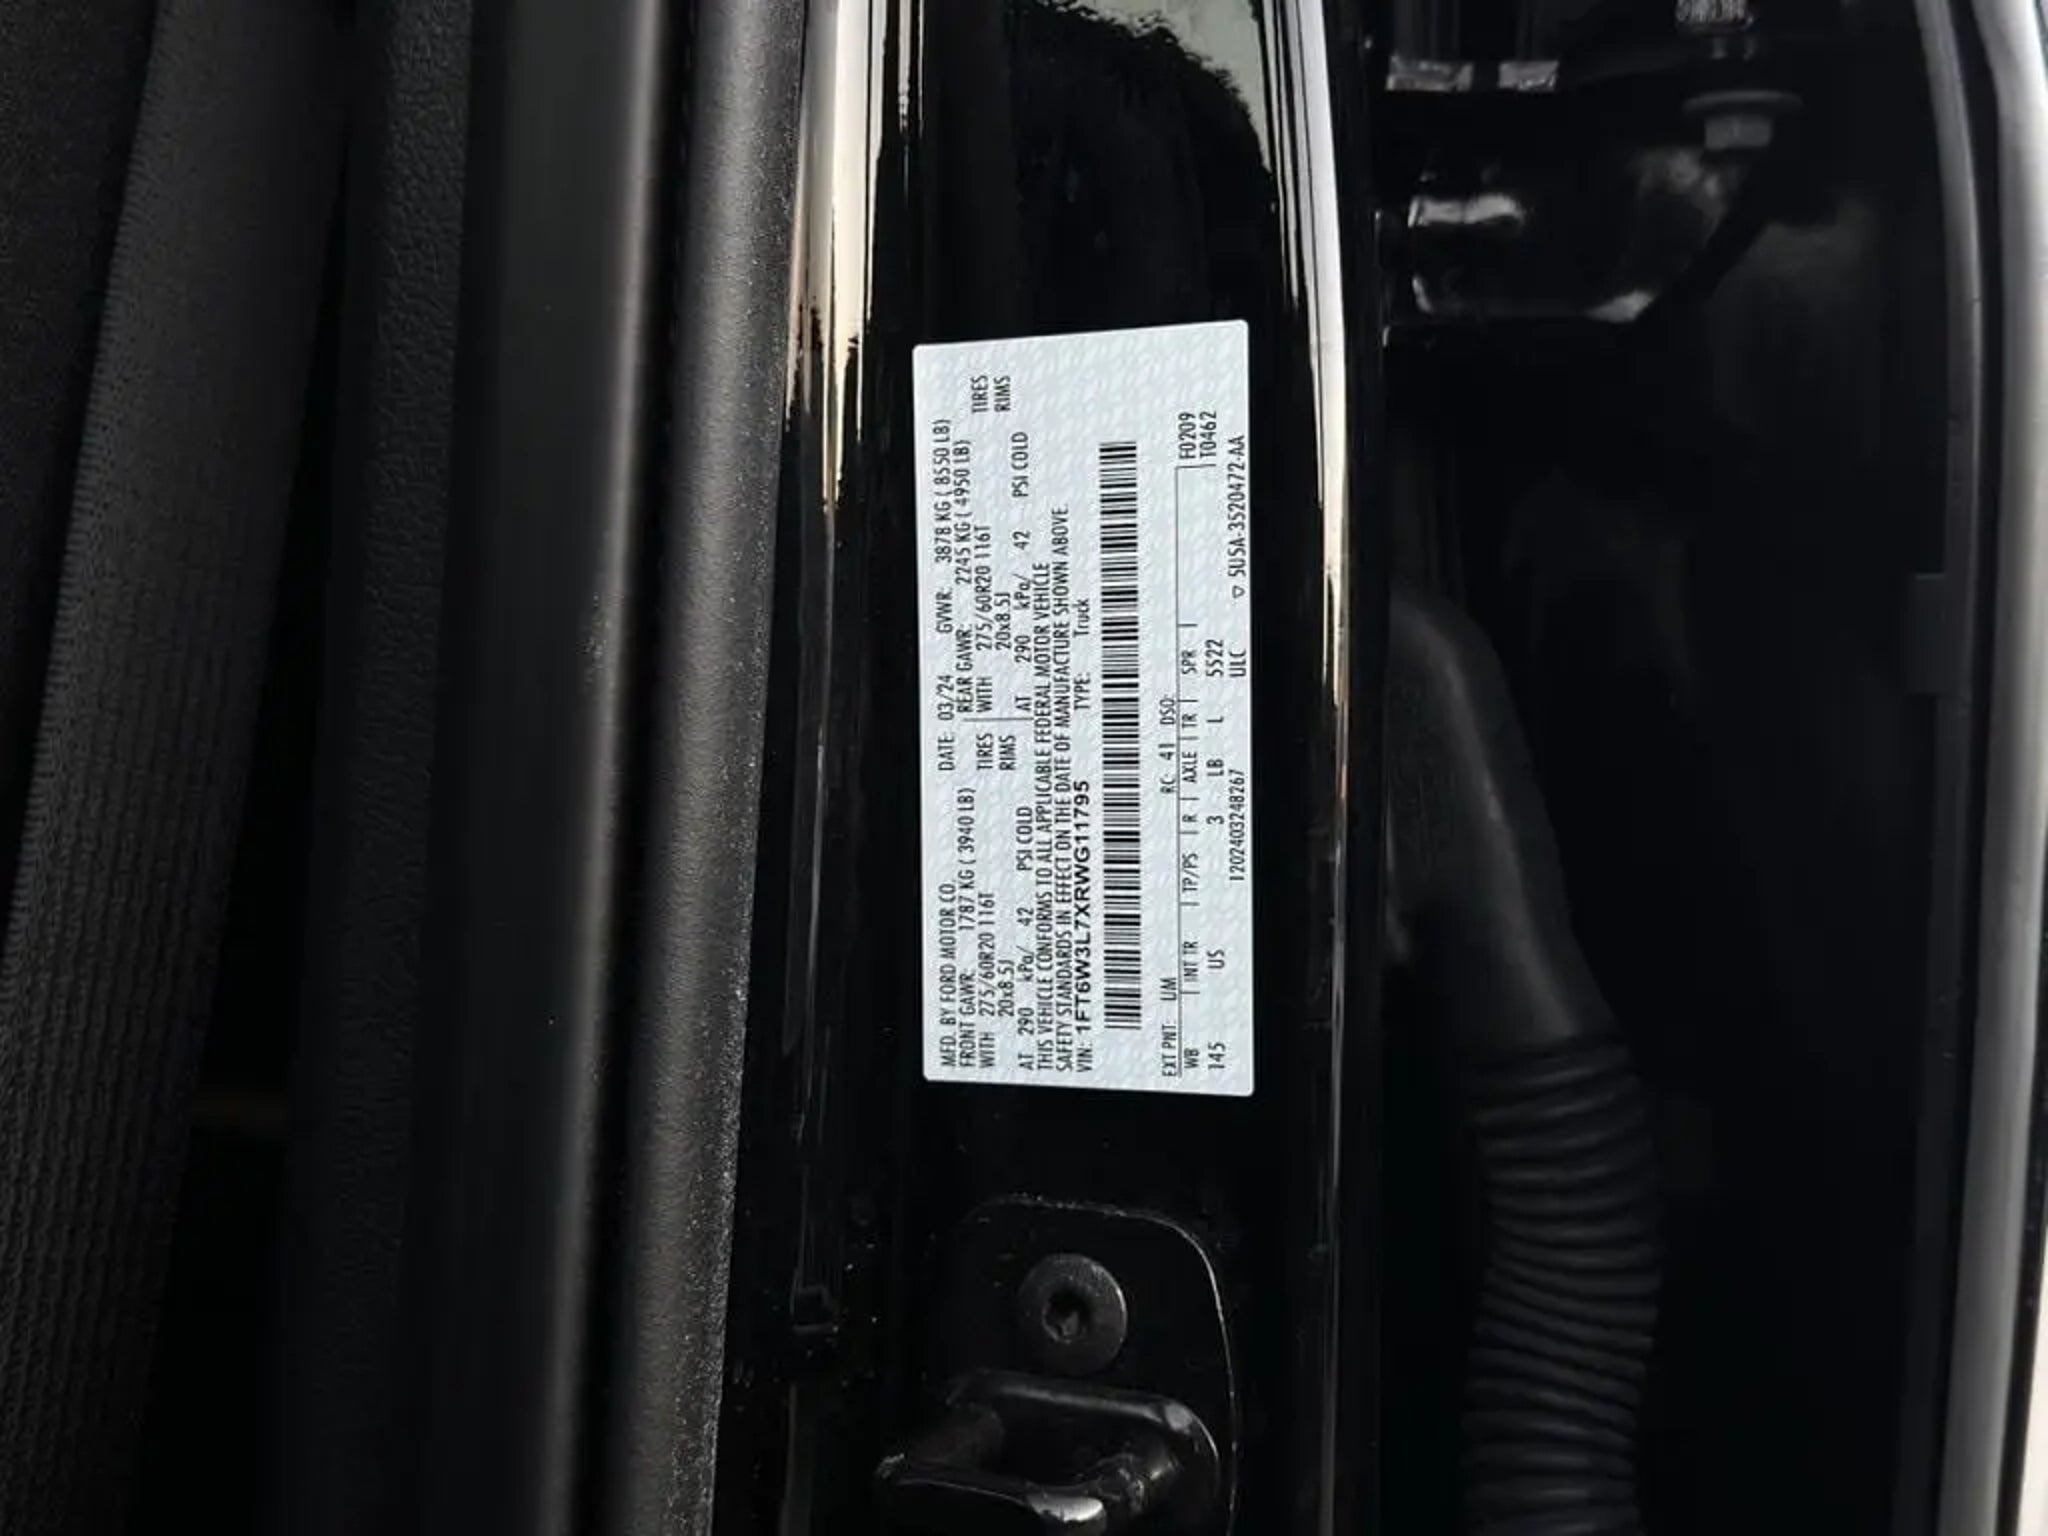 MFD. BY FORD MOTOR CO. DATE: 03/24 GVWR: 3878 KG ( 8550 LB)
FRONT GAWR: 1787 KG ( 3940 LB) REAR GAWR: 2245 KG ( 4950 LB)
WITH 275/60R20 116T TIRES WITH 275/60R20 116T TIRES
20x8.5J RIMS 20x8.5J RIMS
AT 290 kPa/ 42 PSI COLD AT 290 kPa/ 42 PSI COLD
THIS VEHICLE CONFORMS TO ALL APPLICABLE FEDERAL MOTOR VEHICLE
SAFETY STANDARDS IN EFFECT ON THE DATE OF MANUFACTURE SHOWN ABOVE.
VIN: 1FT6W3L7XRWG11795 TYPE: Truck
EXT PNT: UM RC: 41 DSO:
WB INT TR TP/PS R AXLE TR SPR F0209
145 US 3 LB L 5522 T0462
120240324B267 ULC ▽ 5U5A-3520472-AA